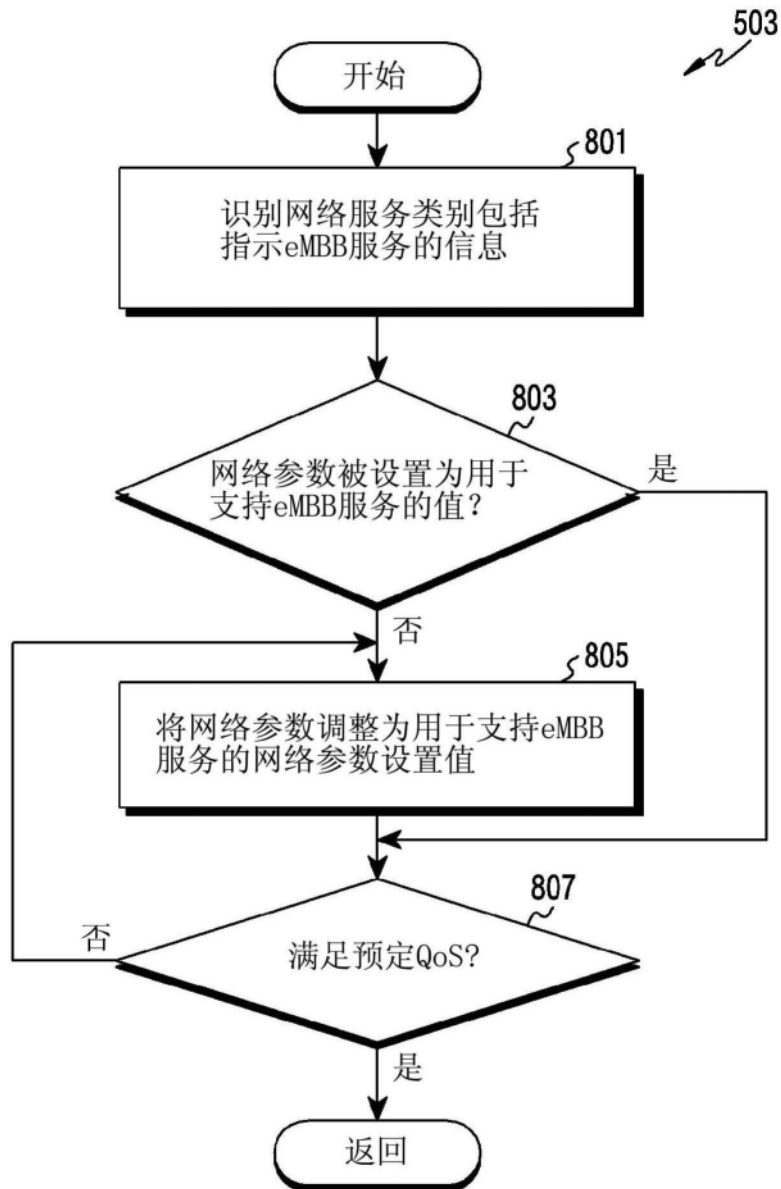 503
开始
801
识别网络服务类别包括
指示eMBB服务的信息
803
网络参数被设置为用于
支持eMBB服务的值?
是
否
805
将网络参数调整为用于支持eMBB
服务的网络参数设置值
807
否
满足预定QoS?
是
返回